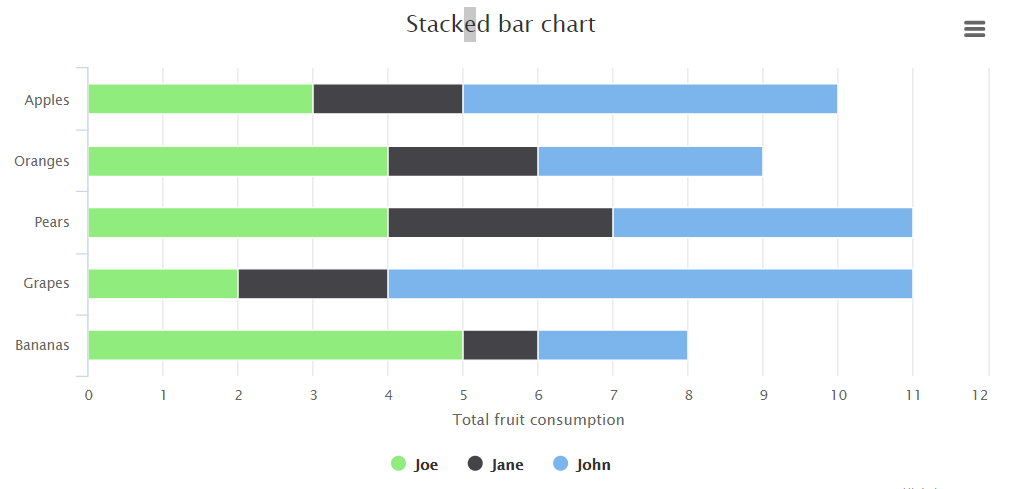 Stacked bar chart
Apples
Oranges
Pears
Grapes
Bananas
0 1 2 3 4 5 6 7 8 9 10 11 12
Total fruit consumption
Joe Jane John